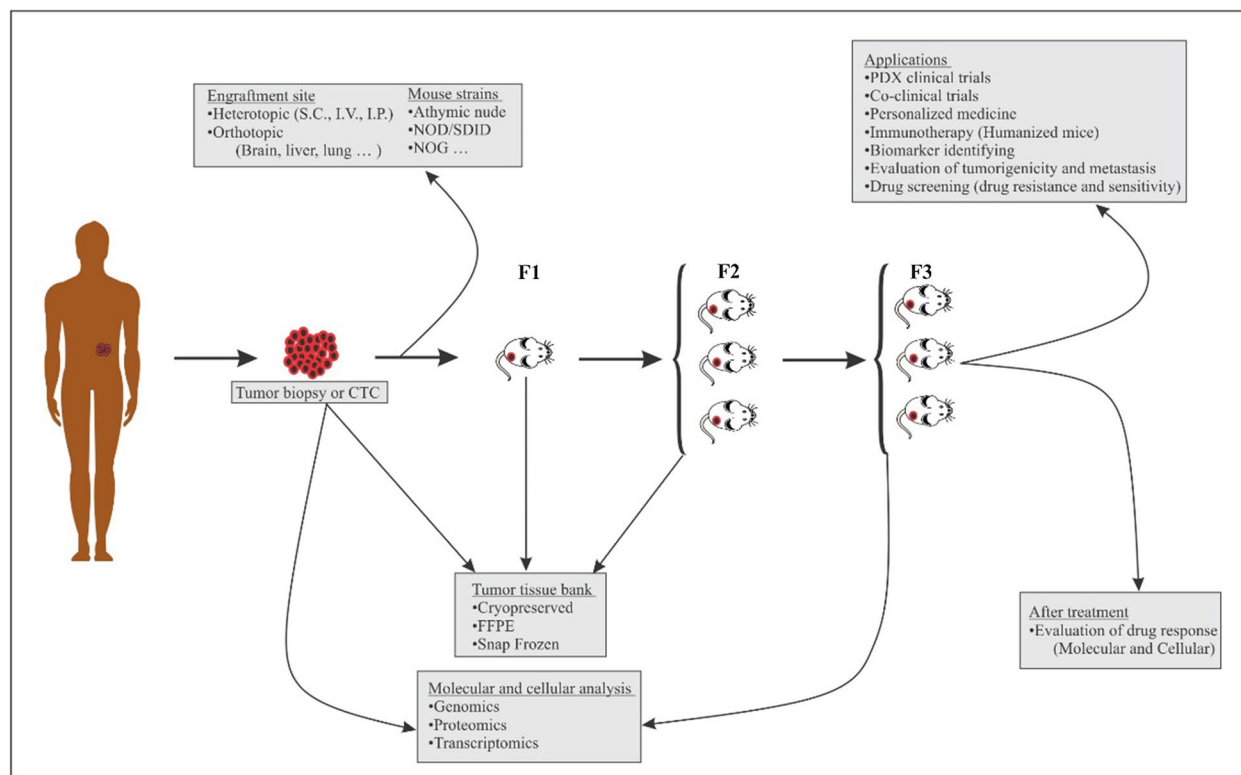 Engraftment site
•Heterotopic (S.C., I.V., I.P.)
•Orthotopic
(Brain, liver, lung ... )
Mouse strains
•Athymic nude
•NOD/SDID
•NOG ...
Applications
•PDX clinical trials
•Co-clinical trials
•Personalized medicine
•Immunotherapy (Humanized mice)
•Biomarker identifying
•Evaluation of tumorigenicity and metastasis
•Drug screening (drug resistance and sensitivity)
F1
F2
F3
Tumor biopsy or CTC
Tumor tissue bank
•Cryopreserved
•FFPE
•Snap Frozen
After treatment
•Evaluation of drug response
(Molecular and Cellular)
Molecular and cellular analysis
•Genomics
•Proteomics
•Transcriptomics